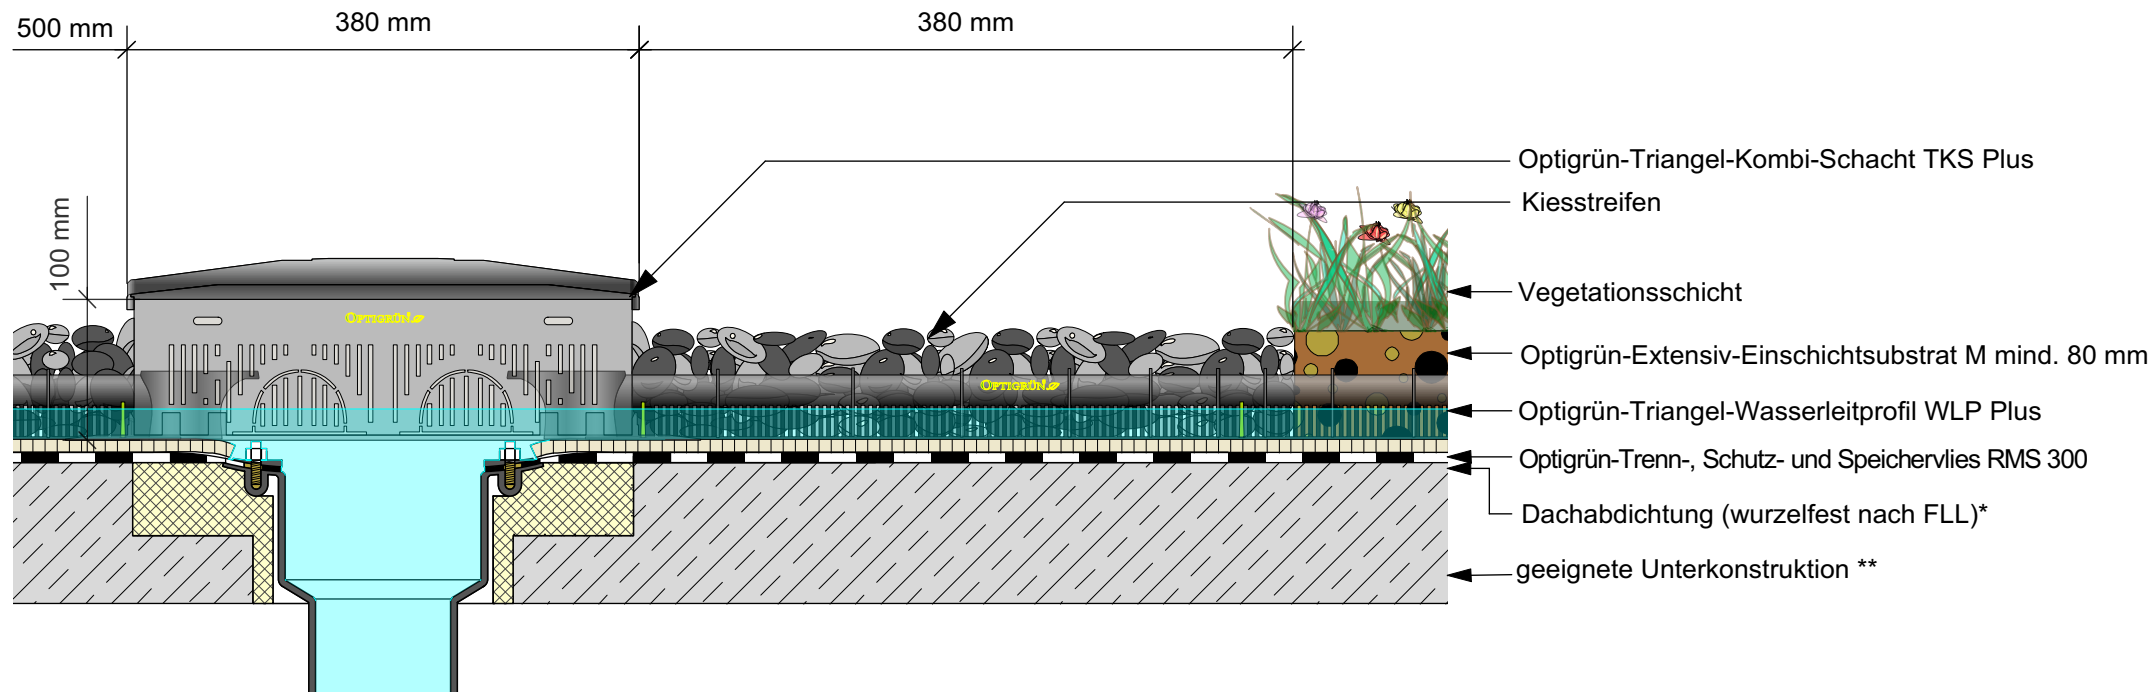 500 mm
380 mm
380 mm
100 mm
OPTIGRÜN
OPTIGRÜN
Optigrün-Triangel-Kombi-Schacht TKS Plus
Kiesstreifen
Vegetationsschicht
Optigrün-Extensiv-Einschichtsubstrat M mind. 80 mm
Optigrün-Triangel-Wasserleitprofil WLP Plus
Optigrün-Trenn-, Schutz- und Speichervlies RMS 300
Dachabdichtung (wurzelfest nach FLL)*
geeignete Unterkonstruktion **